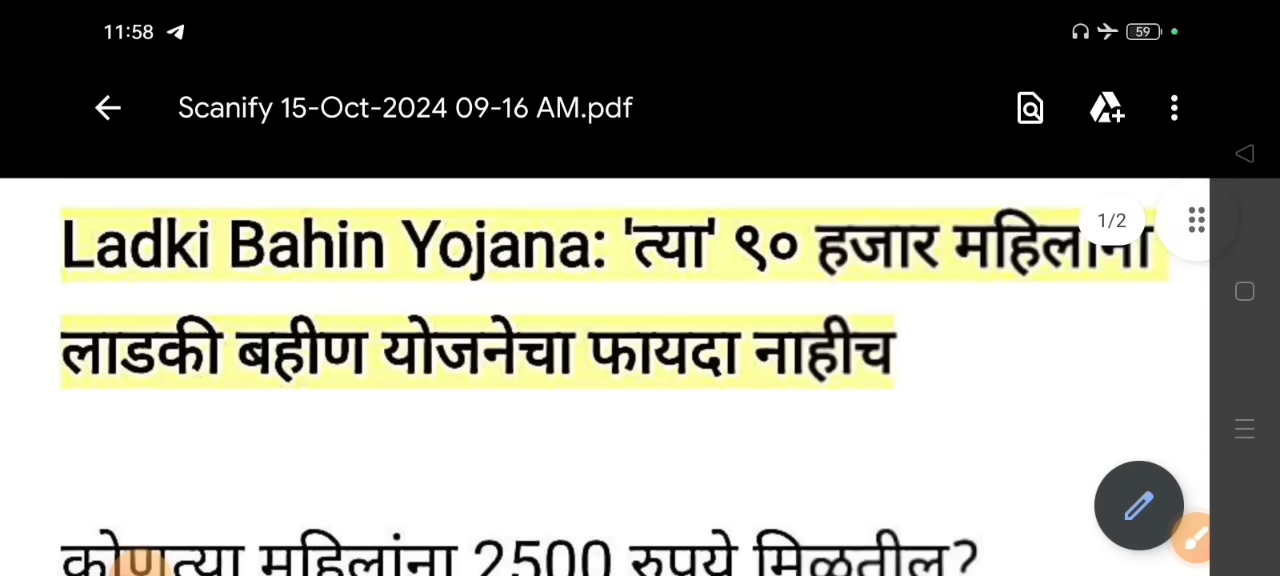 11:58
59
Scanify 15-Oct-2024 09-16 AM.pdf
1/2
Ladki Bahin Yojana: 'त्या' ९० हजार महिलांना
लाडकी बहीण योजनेचा फायदा नाहीच
कोणत्या महिलांना 2500 रुपये मिळतील?